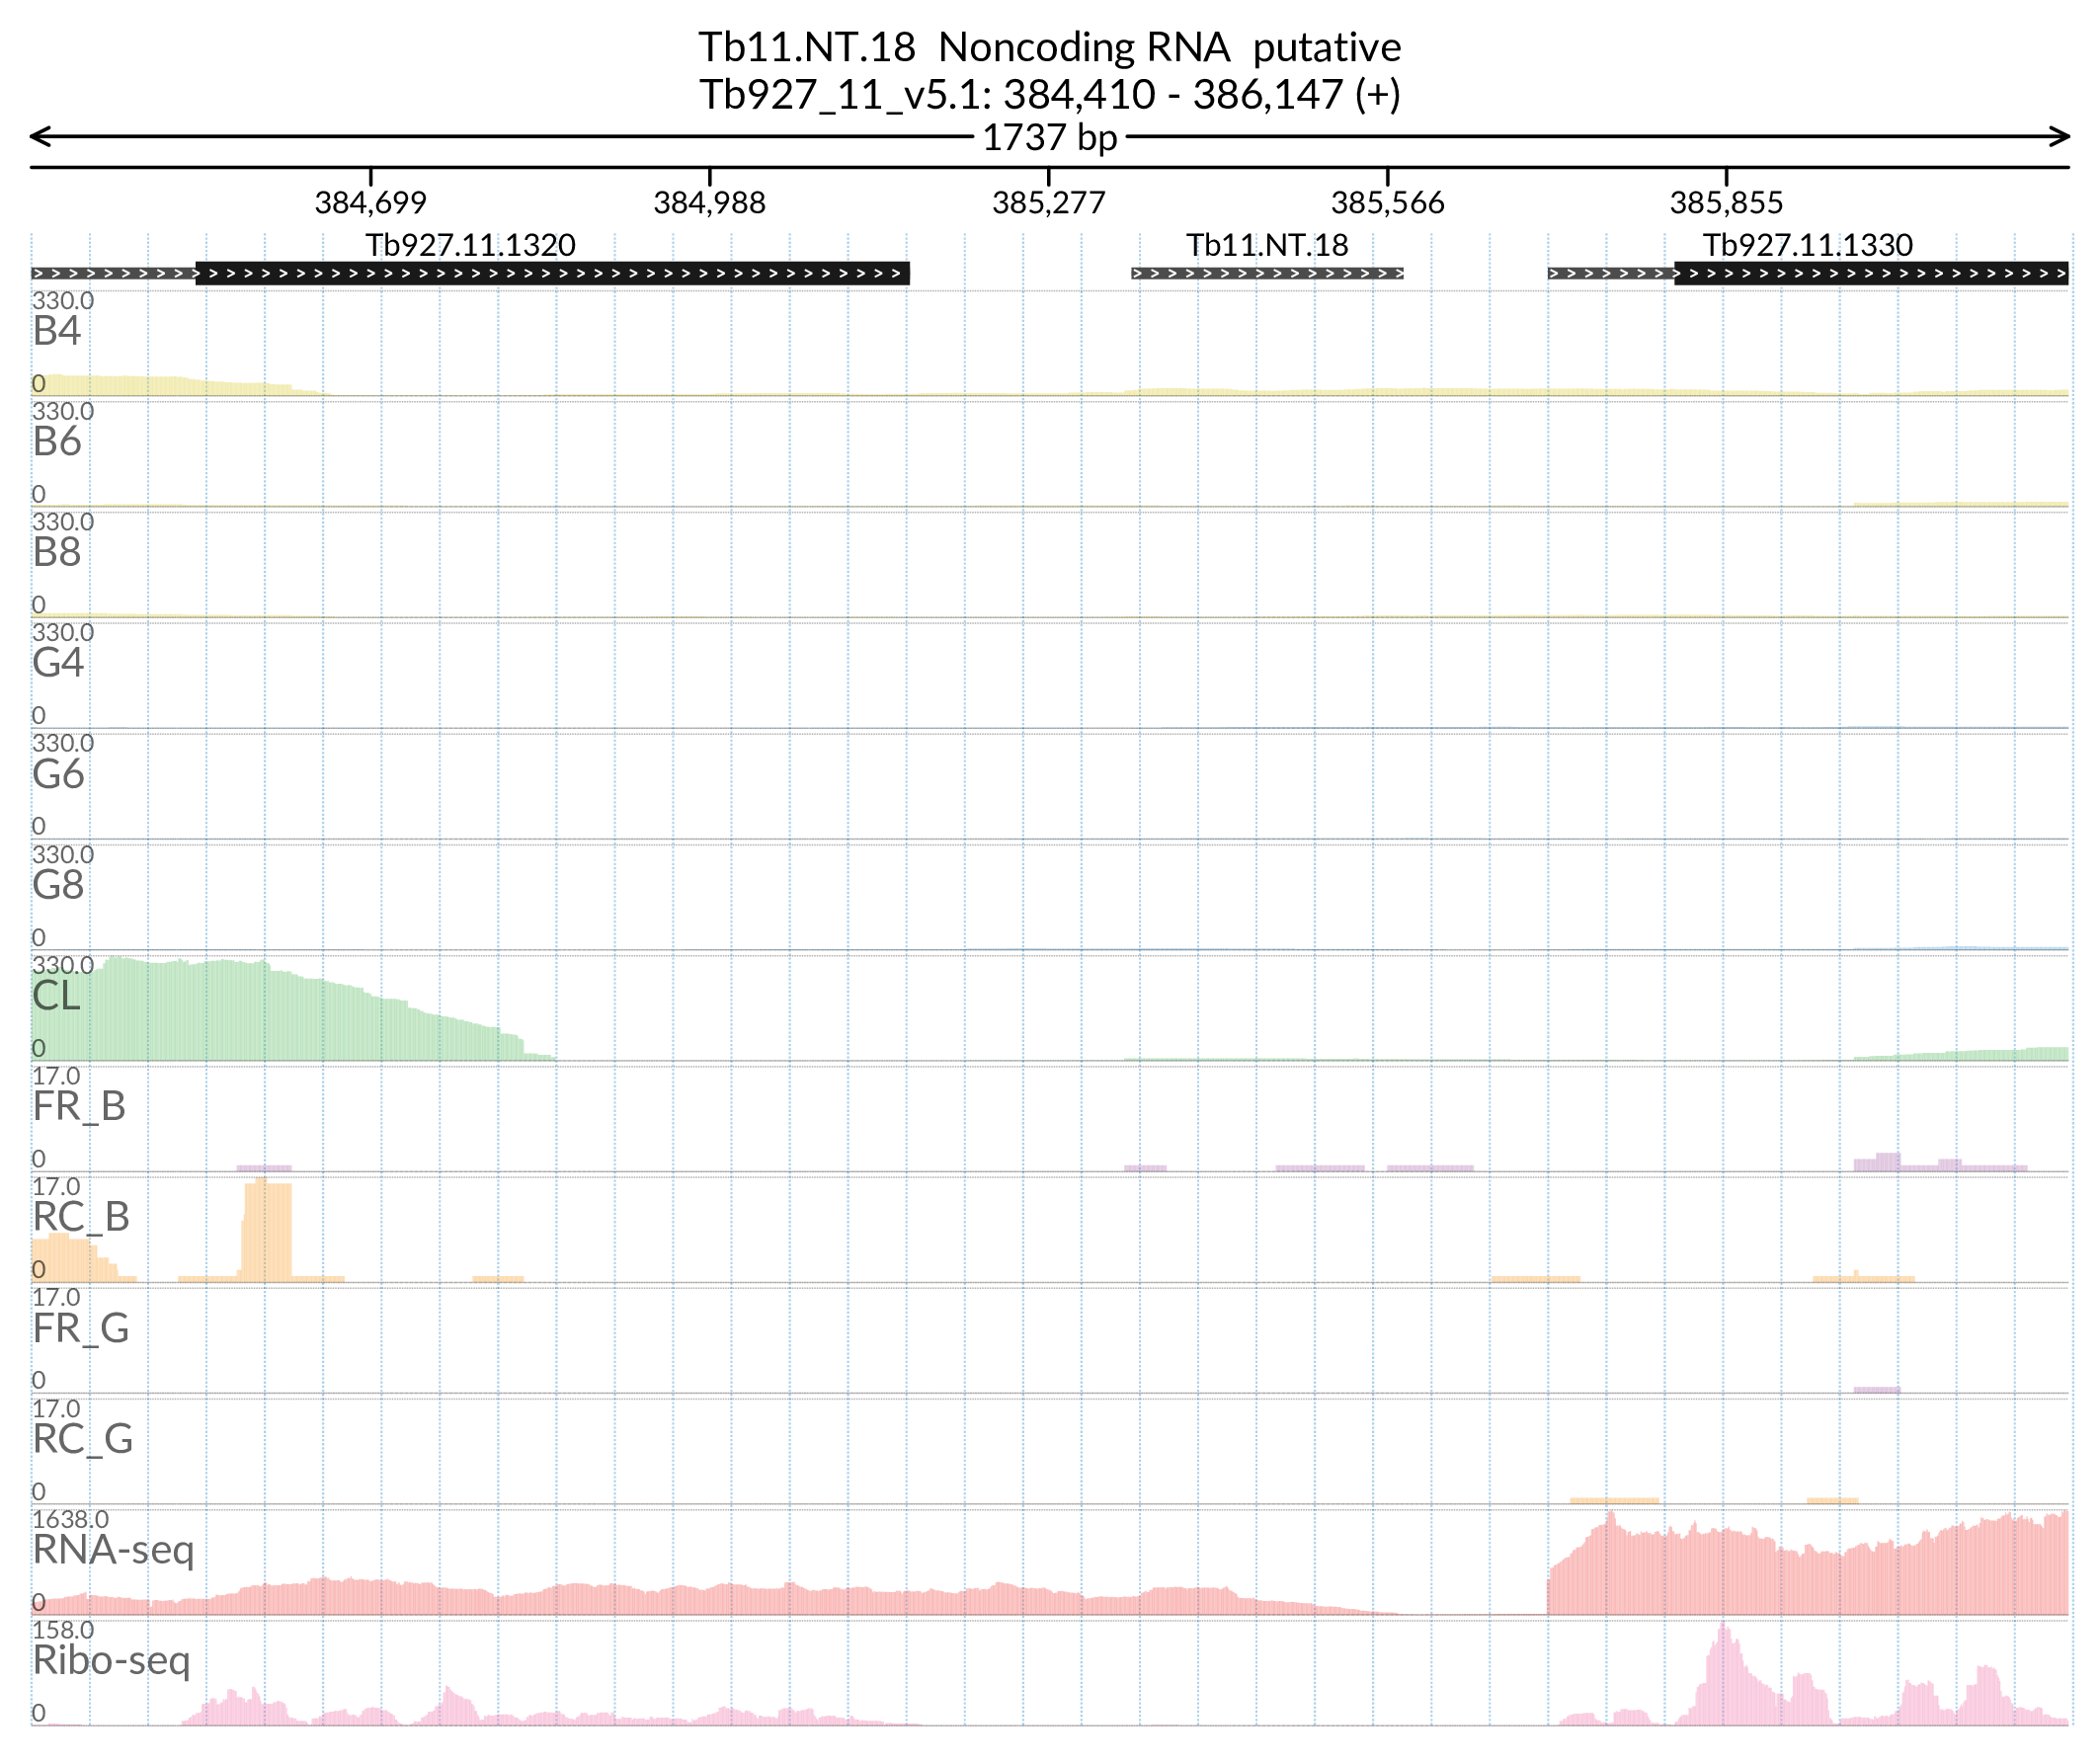 Tb11.NT.18  Noncoding RNA  putative
Tb927_11_v5.1: 384,410 - 386,147 (+)
1737 bp
384,699 384,988 385,277 385,566 385,855
Tb927.11.1320 Tb11.NT.18 Tb927.11.1330
330.0
B4
0
330.0
B6
0
330.0
B8
0
330.0
G4
0
330.0
G6
0
330.0
G8
0
330.0
CL
0
17.0
FR_B
0
17.0
RC_B
0
17.0
FR_G
0
17.0
RC_G
0
1638.0
RNA-seq
0
158.0
Ribo-seq
0